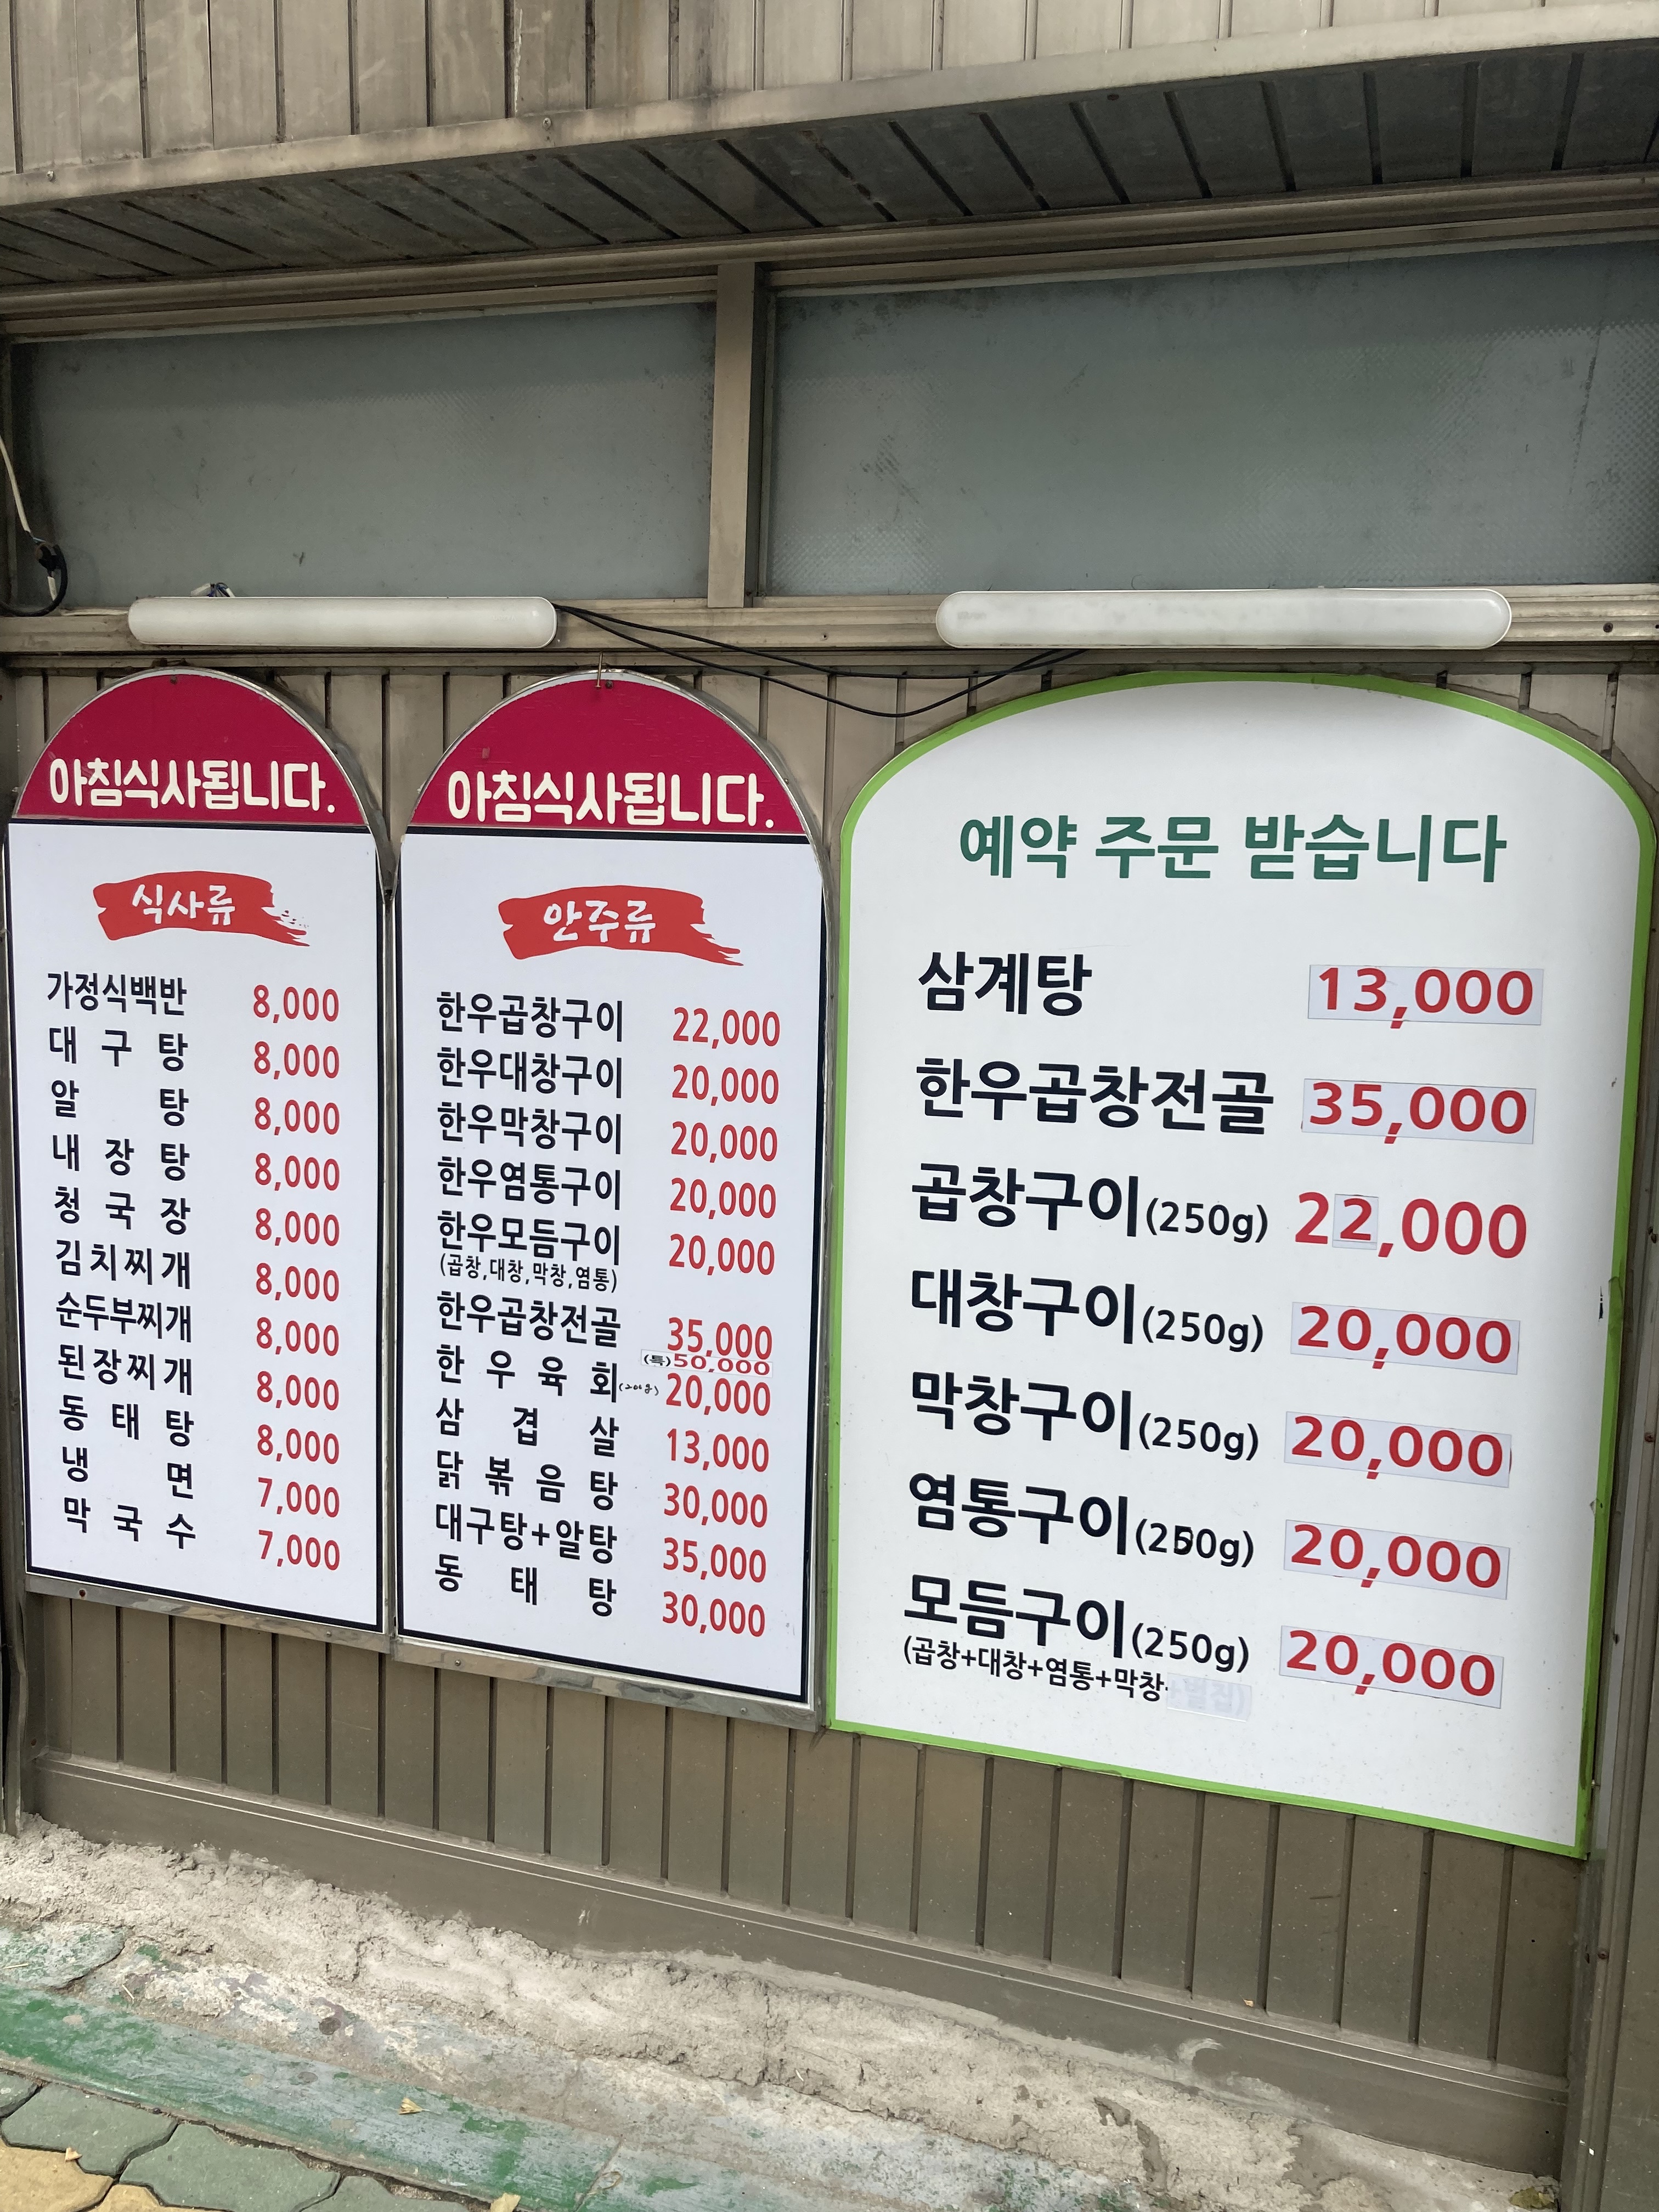 아침식사됩니다.
식사류
가정식백반 8,000
대구탕 8,000
알탕 8,000
내장탕 8,000
청국장 8,000
김치찌개 8,000
순두부찌개 8,000
된장찌개 8,000
동태탕 8,000
냉면 7,000
막국수 7,000
아침식사됩니다.
안주류
한우곱창구이 22,000
한우대창구이 20,000
한우막창구이 20,000
한우염통구이 20,000
한우모듬구이 20,000
(곱창,대창,막창,염통)
한우곱창전골 35,000
(특)50,000
한우육회(200g) 20,000
삼겹살 13,000
닭볶음탕 30,000
대구탕+알탕 35,000
동태탕 30,000
예약 주문 받습니다
삼계탕 13,000
한우곱창전골 35,000
곱창구이(250g) 22,000
대창구이(250g) 20,000
막창구이(250g) 20,000
염통구이(250g) 20,000
모듬구이(250g) 20,000
(곱창+대창+염통+막창